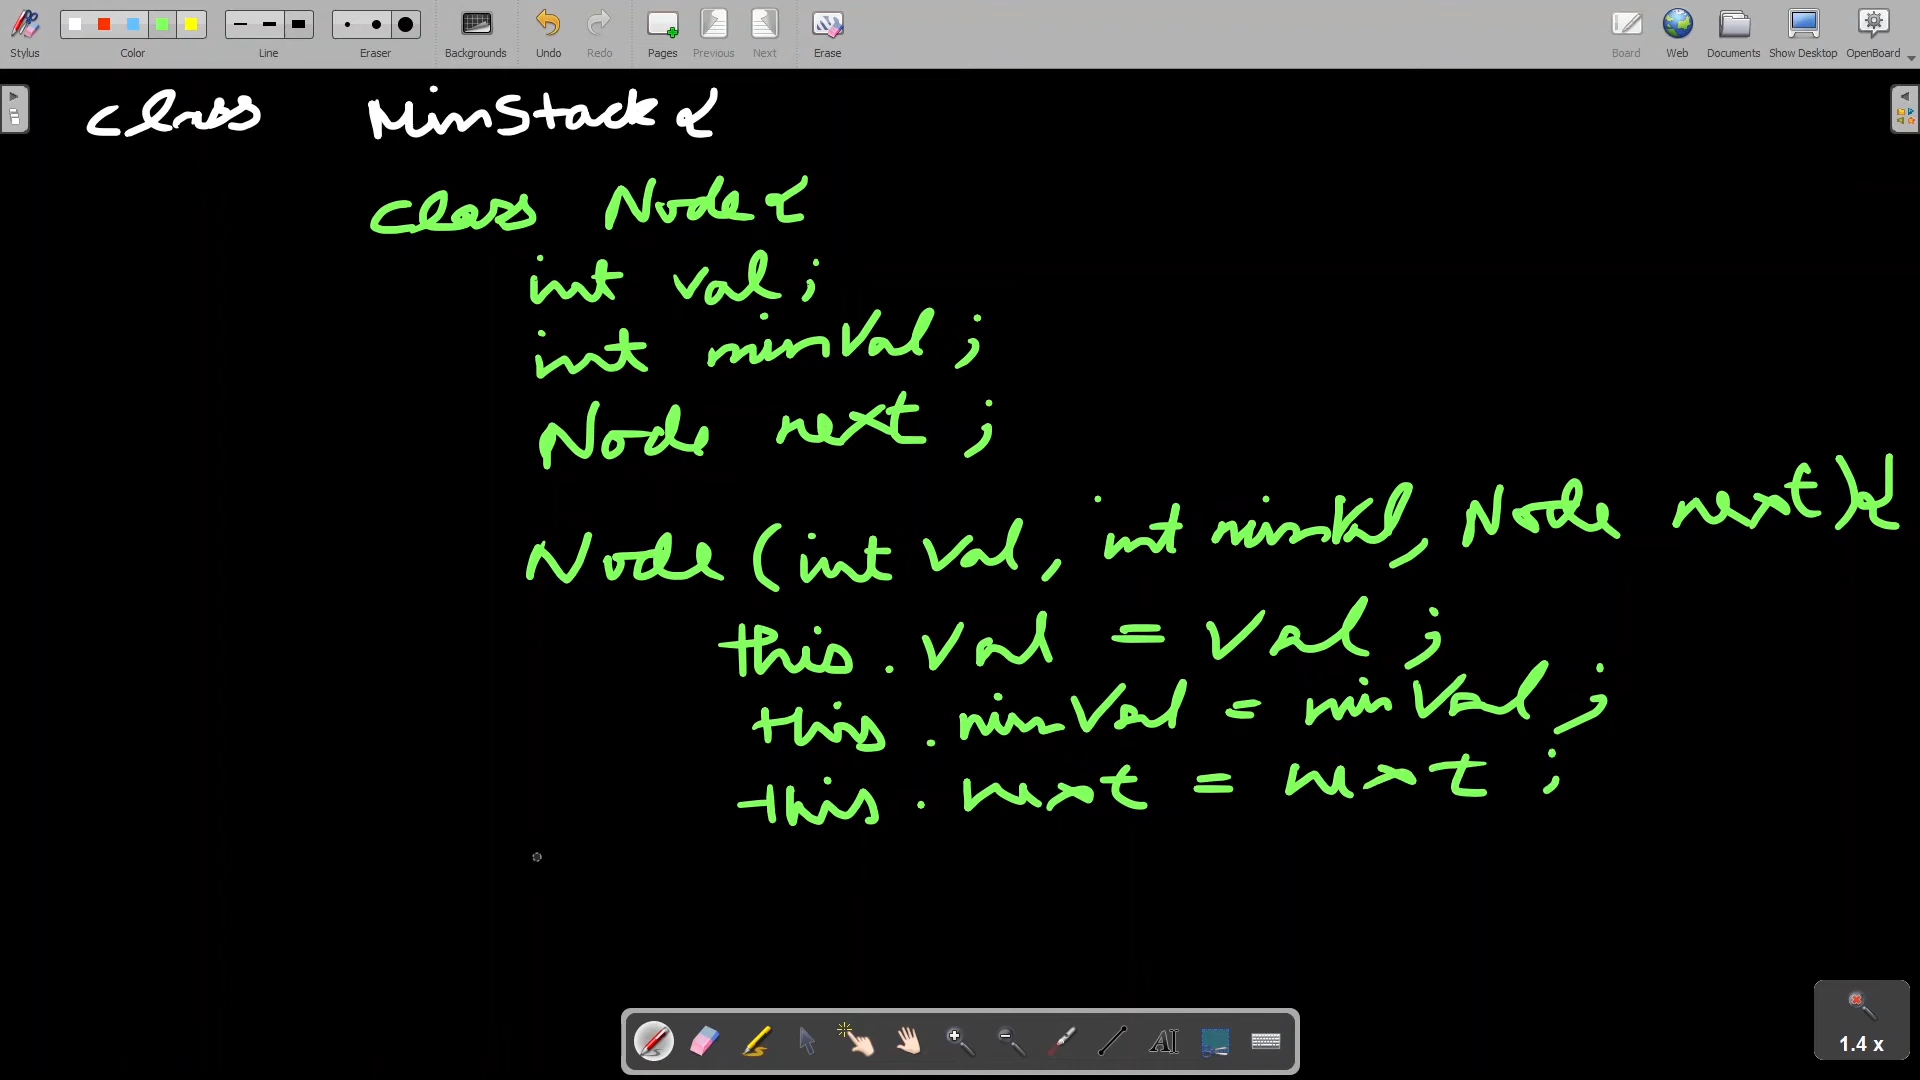 Stylus Color Line Eraser Backgrounds Undo Redo Pages Previous Next Erase Board Web Documents Show Desktop OpenBoard
class MinStack {
class Node {
int val;
int minVal;
Node next;
Node (int val, int minVal, Node next) {
this.val = val;
this.minVal = minVal;
this.next = next;
AI
1.4 x